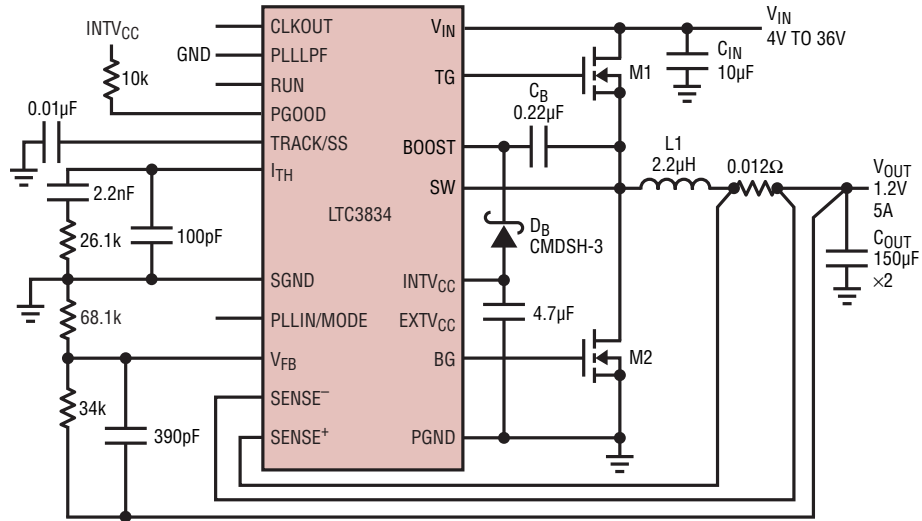 INTVCC
10k
0.01µF
2.2nF
26.1k
100pF
68.1k
34k
390pF
GND
CLKOUT
PLLLPF
RUN
PGOOD
TRACK/SS
ITH
SGND
PLLIN/MODE
VFB
SENSE–
SENSE+
LTC3834
VIN
TG
BOOST
SW
INTVCC
EXTVCC
BG
PGND
CB
0.22µF
DB
CMDSH-3
4.7µF
M1
M2
L1
2.2µH
0.012Ω
VIN
4V TO 36V
CIN
10µF
VOUT
1.2V
5A
COUT
150µF
×2